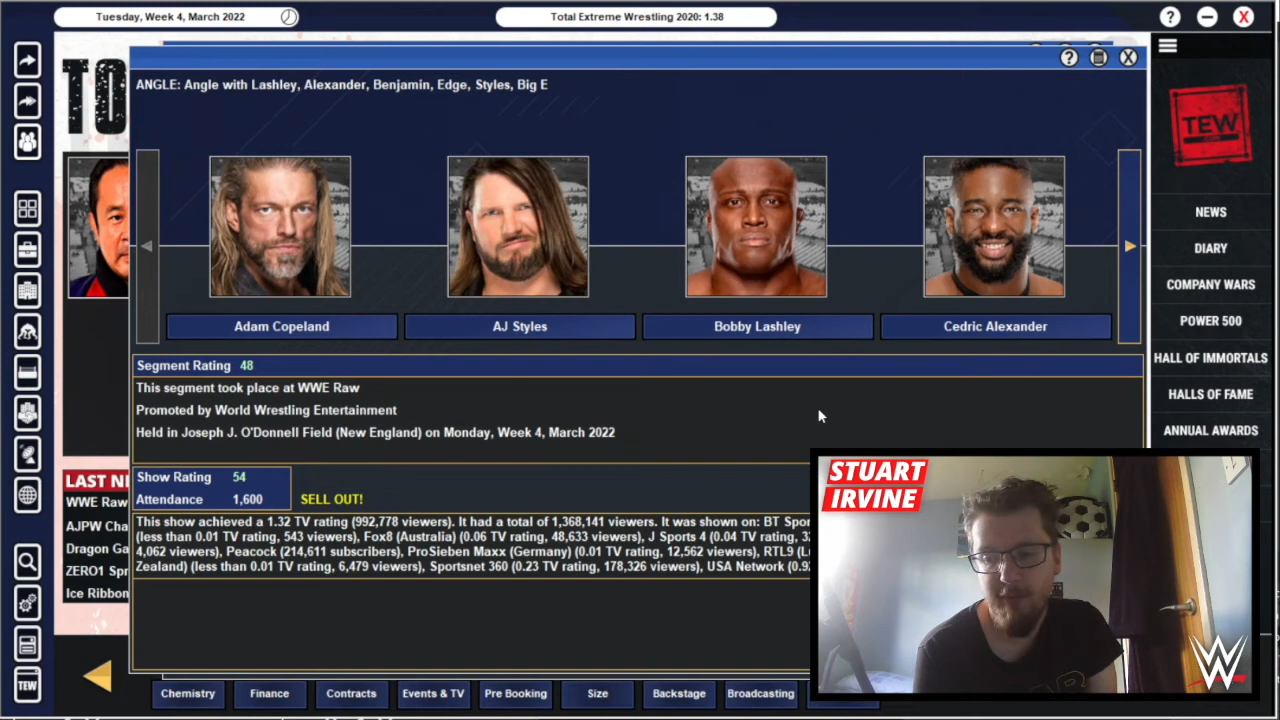 Tuesday, Week 4, March 2022
Total Extreme Wrestling 2020: 1.38
?
X
TO
?
X
ANGLE: Angle with Lashley, Alexander, Benjamin, Edge, Styles, Big E
TEW
NEWS
DIARY
COMPANY WARS
POWER 500
HALL OF IMMORTALS
HALLS OF FAME
ANNUAL AWARDS
Adam Copeland
AJ Styles
Bobby Lashley
Cedric Alexander
Segment Rating 48
This segment took place at WWE Raw
Promoted by World Wrestling Entertainment
Held in Joseph J. O'Donnell Field (New England) on Monday, Week 4, March 2022
Show Rating 54
Attendance 1,600
SELL OUT!
This show achieved a 1.32 TV rating (992,778 viewers). It had a total of 1,368,141 viewers. It was shown on: BT Spor
(less than 0.01 TV rating, 543 viewers), Fox8 (Australia) (0.06 TV rating, 48,633 viewers), J Sports 4 (0.04 TV rating, 32
4,062 viewers), Peacock (214,611 subscribers), ProSieben Maxx (Germany) (0.01 TV rating, 12,562 viewers), RTL9 (L
Zealand) (less than 0.01 TV rating, 6,479 viewers), Sportsnet 360 (0.23 TV rating, 178,326 viewers), USA Network (0.9
LAST NI
WWE Raw
AJPW Cha
Dragon Ga
ZERO1 Spr
Ice Ribbon
STUART
IRVINE
W
TEW
Chemistry
Finance
Contracts
Events & TV
Pre Booking
Size
Backstage
Broadcasting